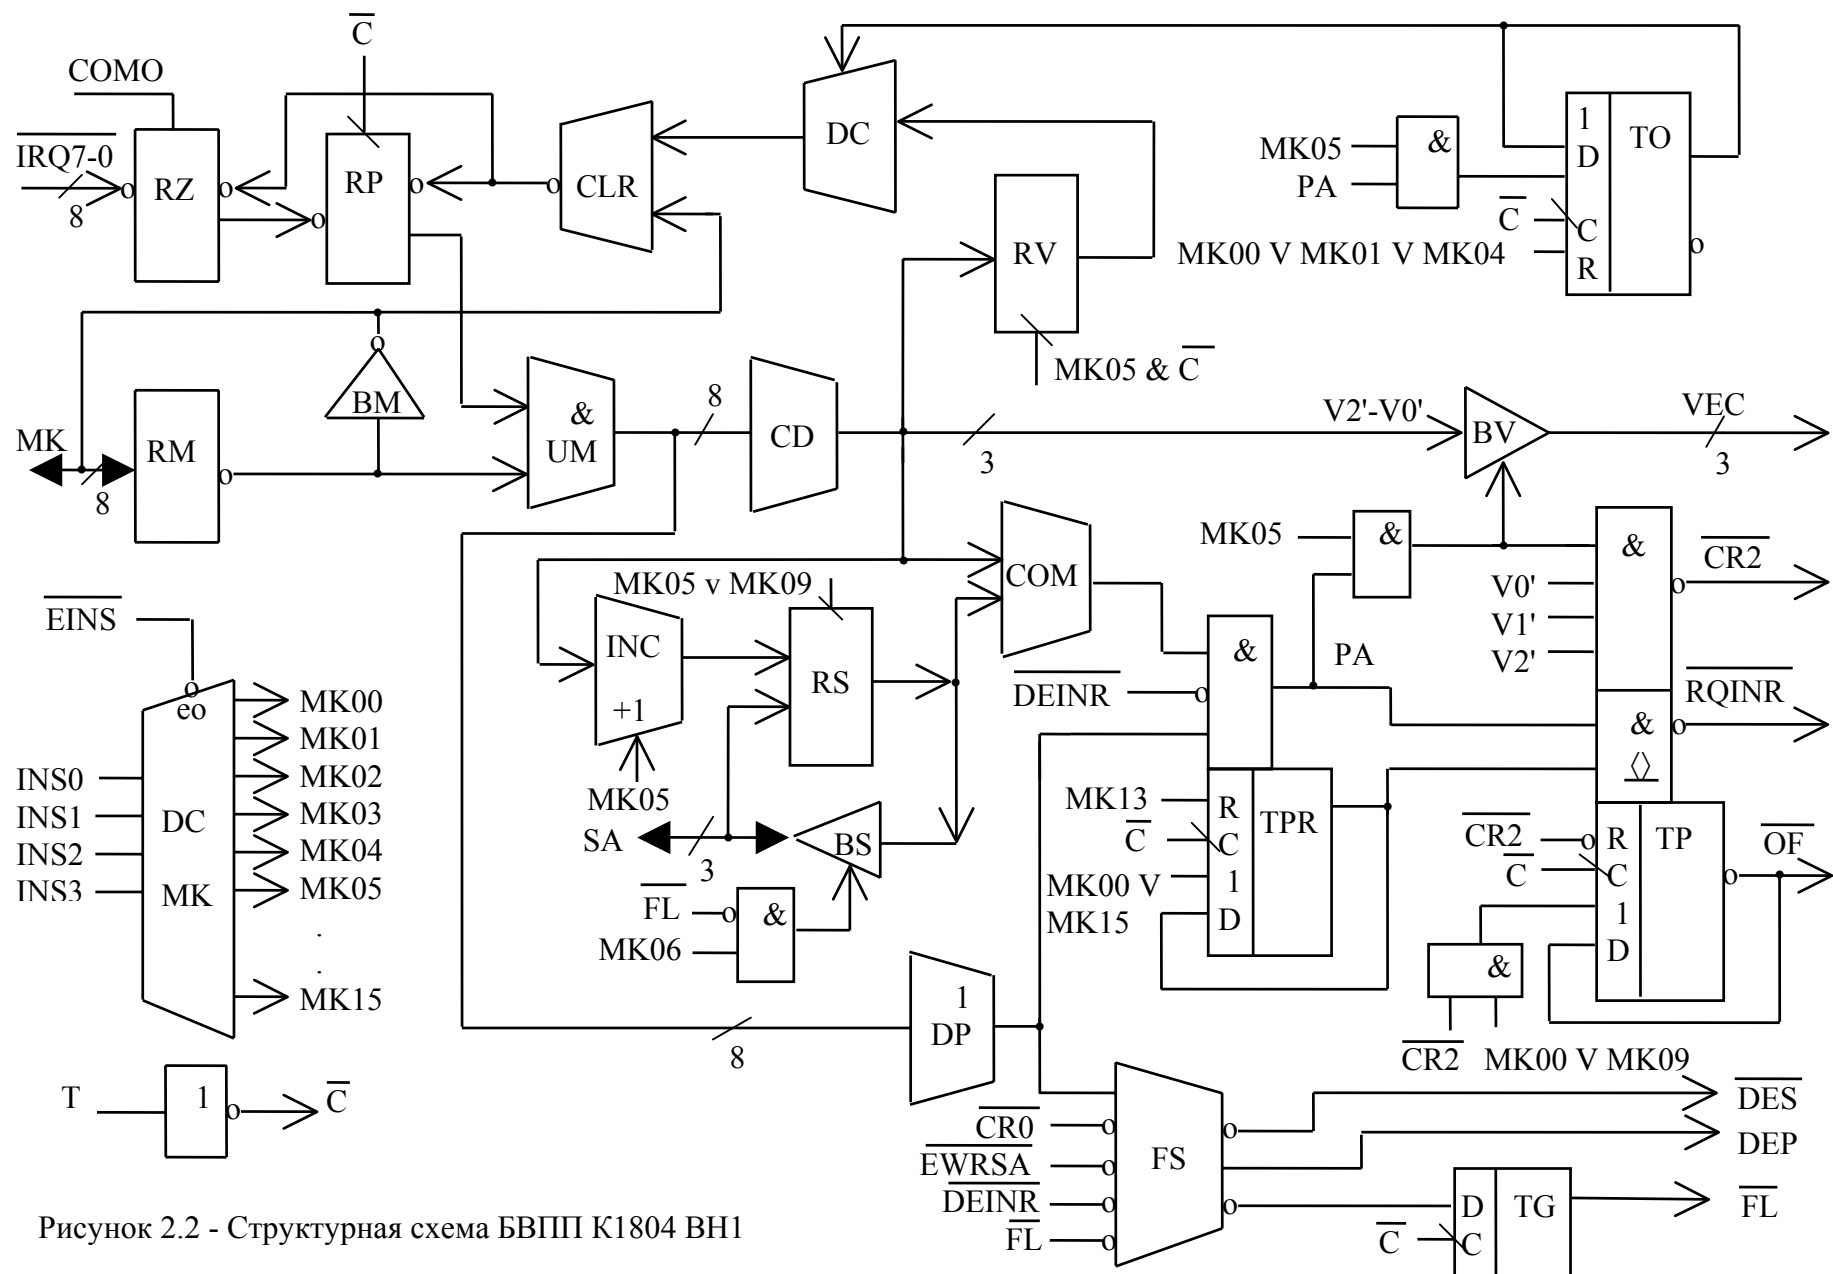 C
COMO
IRQ7-0
8
RZ
RP
CLR
DC
RV
MK05 & C
MK05
PA
&
C
MK00 V MK01 V MK04
1
D
C
R
TO
MK
8
RM
BM
&
UM
8
CD
3
V2'-V0'
BV
VEC
3
EINS
eo
INS0
INS1
INS2
INS3
DC
MK
MK00
MK01
MK02
MK03
MK04
MK05
.
.
MK15
MK05 v MK09
INC
+1
MK05
RS
SA
3
BS
FL
MK06
&
COM
DEINR
&
MK05
&
PA
MK13
C
MK00 V
MK15
R
C
1
D
TPR
&
V0'
V1'
V2'
CR2
&
RQINR
CR2
C
R
C
1
D
TP
OF
&
CR2
MK00 V MK09
8
1
DP
CR0
EWRSA
DEINR
FL
FS
DES
DEP
C
D
C
TG
FL
T
1
C
Рисунок 2.2 - Структурная схема БВПП К1804 ВН1